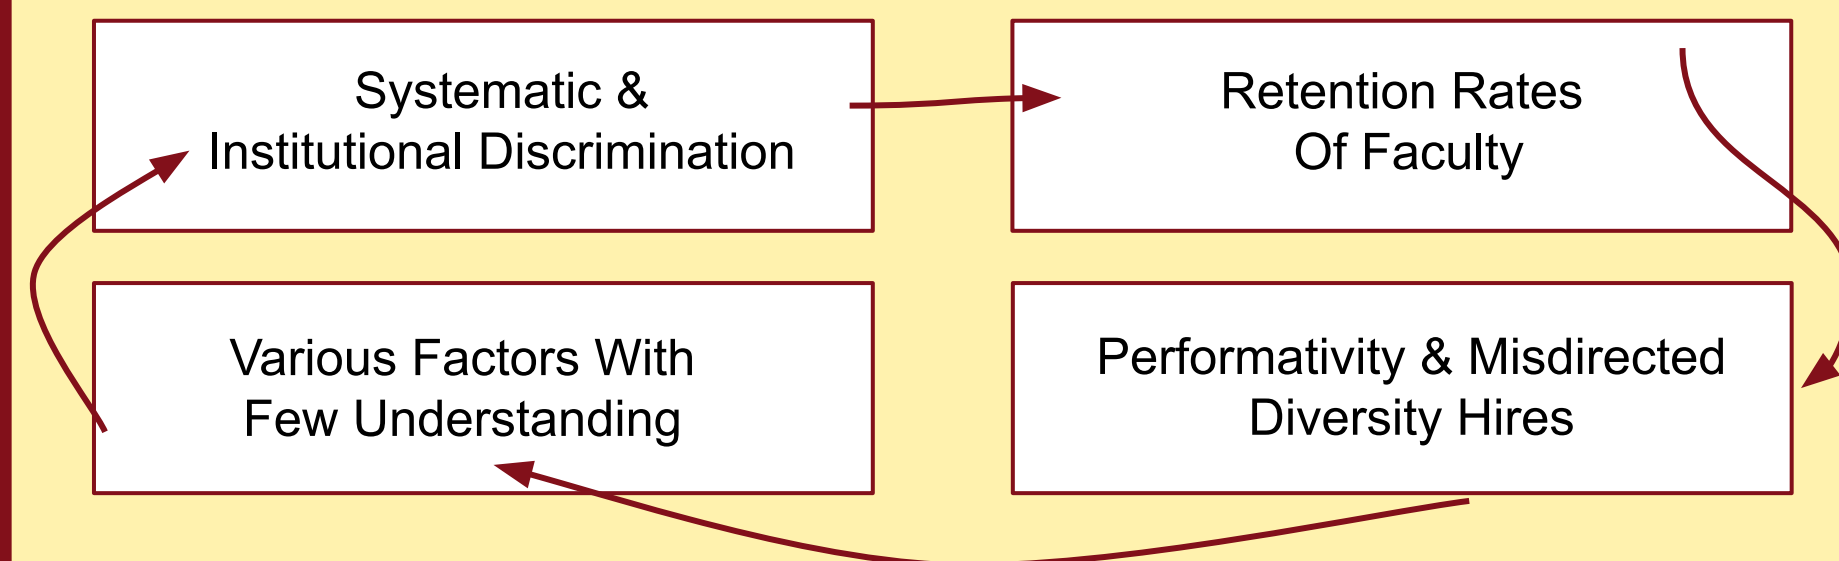 Systematic &
Institutional Discrimination
Retention Rates
Of Faculty
Various Factors With
Few Understanding
Performativity & Misdirected
Diversity Hires